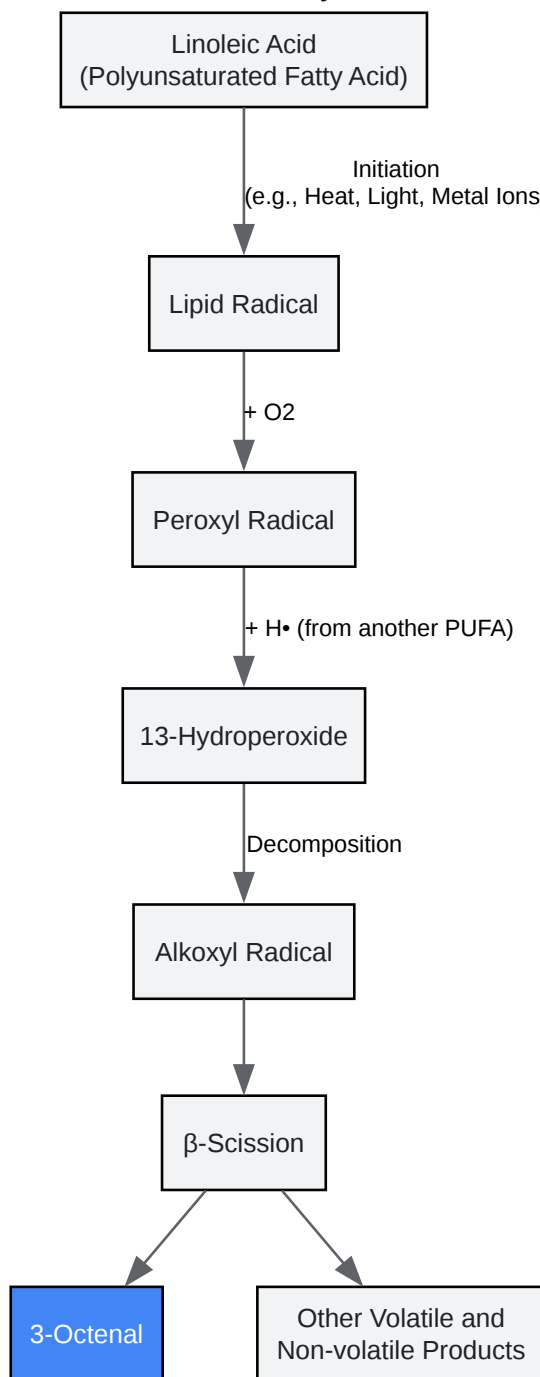 Linoleic Acid
(Polyunsaturated Fatty Acid)
Initiation
(e.g., Heat, Light, Metal Ions
Lipid Radical
+ O2
Peroxyl Radical
+ H• (from another PUFA)
13-Hydroperoxide
Decomposition
Alkoxyl Radical
β-Scission
3-Octenal
Other Volatile and
Non-volatile Products